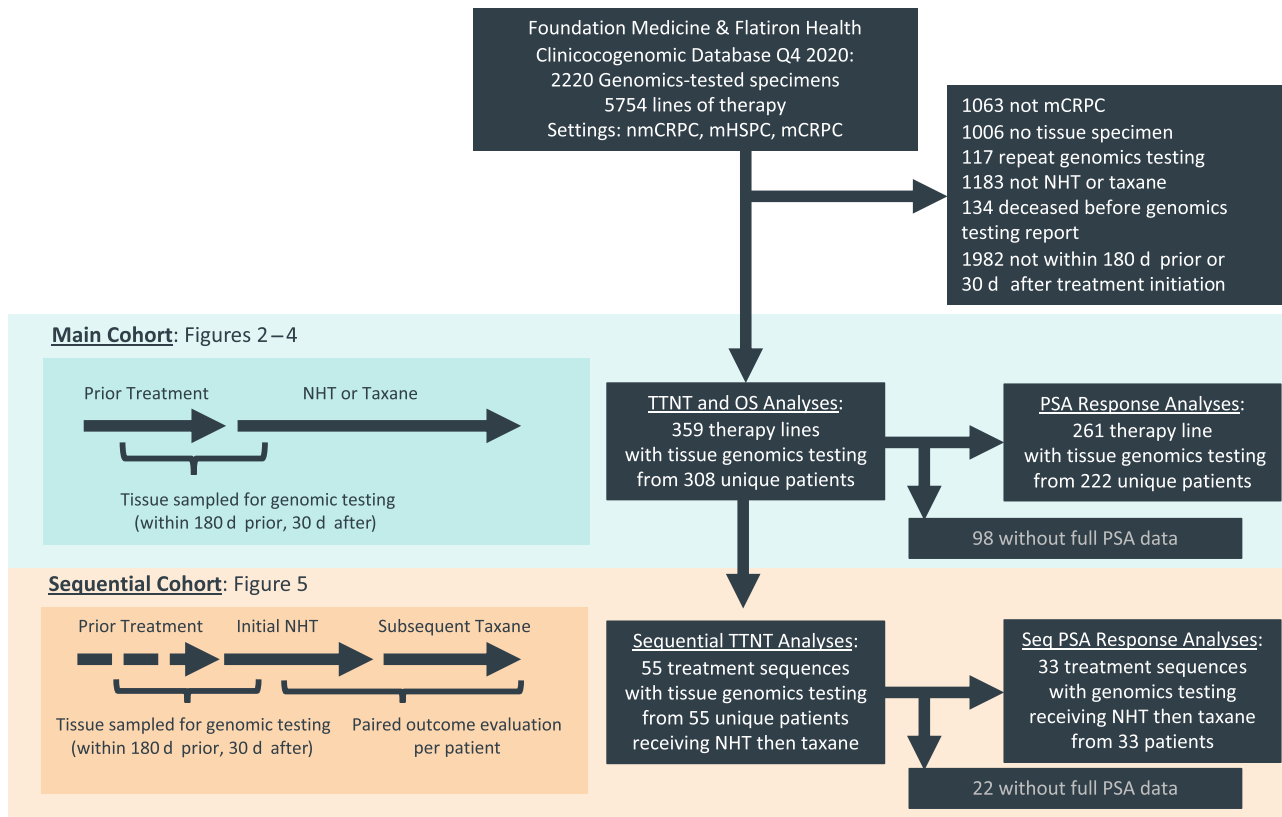 Foundation Medicine & Flatiron Health
Clinicocogenomic Database Q4 2020:
2220 Genomics-tested specimens
5754 lines of therapy
Settings: nmCRPC, mHSPC, mCRPC
1063 not mCRPC
1006 no tissue specimen
117 repeat genomics testing
1183 not NHT or taxane
134 deceased before genomics
testing report
1982 not within 180 d prior or
30 d after treatment initiation
Main Cohort: Figures 2–4
Prior Treatment
NHT or Taxane
Tissue sampled for genomic testing
(within 180 d prior, 30 d after)
TTNT and OS Analyses:
359 therapy lines
with tissue genomics testing
from 308 unique patients
PSA Response Analyses:
261 therapy line
with tissue genomics testing
from 222 unique patients
98 without full PSA data
Sequential Cohort: Figure 5
Prior Treatment
Initial NHT
Subsequent Taxane
Tissue sampled for genomic testing
(within 180 d prior, 30 d after)
Paired outcome evaluation
per patient
Sequential TTNT Analyses:
55 treatment sequences
with tissue genomics testing
from 55 unique patients
receiving NHT then taxane
Seq PSA Response Analyses:
33 treatment sequences
with genomics testing
receiving NHT then taxane
from 33 patients
22 without full PSA data